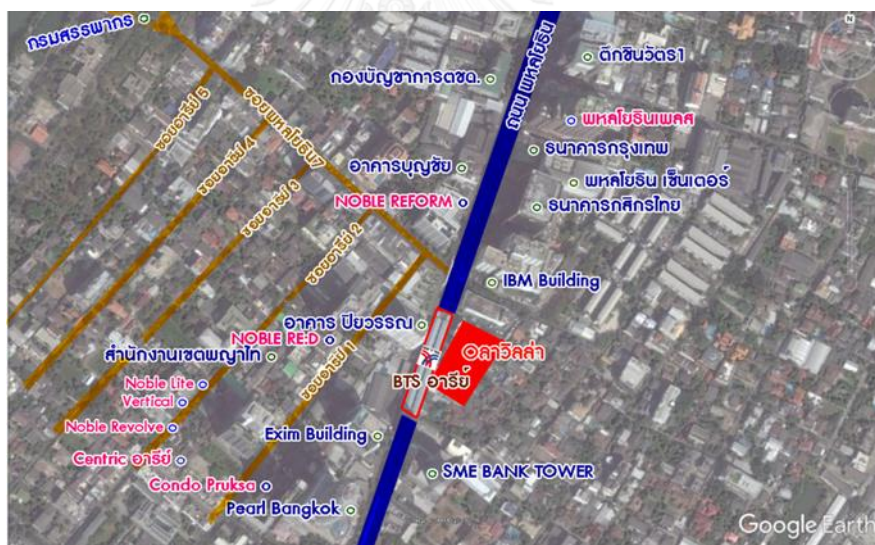 กรมสรรพากร
กองบัญชาการตชด.
ถนน พหลโยธิน
ตึกชินวัตร1
พหลโยธินเพลส
ธนาคารกรุงเทพ
พหลโยธิน เซ็นเตอร์
ธนาคารกสิกรไทย
อาคารบุญชัย
NOBLE REFORM
ซอยพหลโยธิน7
ซอยอารีย์ 5
ซอยอารีย์ 4
ซอยอารีย์ 3
ซอยอารีย์ 2
ซอยอารีย์ 1
IBM Building
อาคาร ปิยวรรณ
NOBLE RE:D
ลาวิลล่า
BTS อารีย์
สำนักงานเขตพญาไท
Noble Lite
Vertical
Noble Revolve
Centric อารีย์
Exim Building
Condo Pruksa
SME BANK TOWER
Pearl Bangkok
Google Earth
N